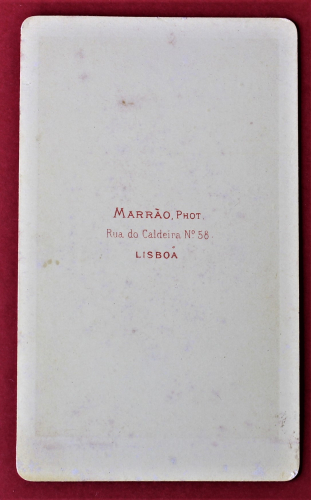 MARRÃO, PHOT.
Rua do Caldeira Nº 58.
LISBOA